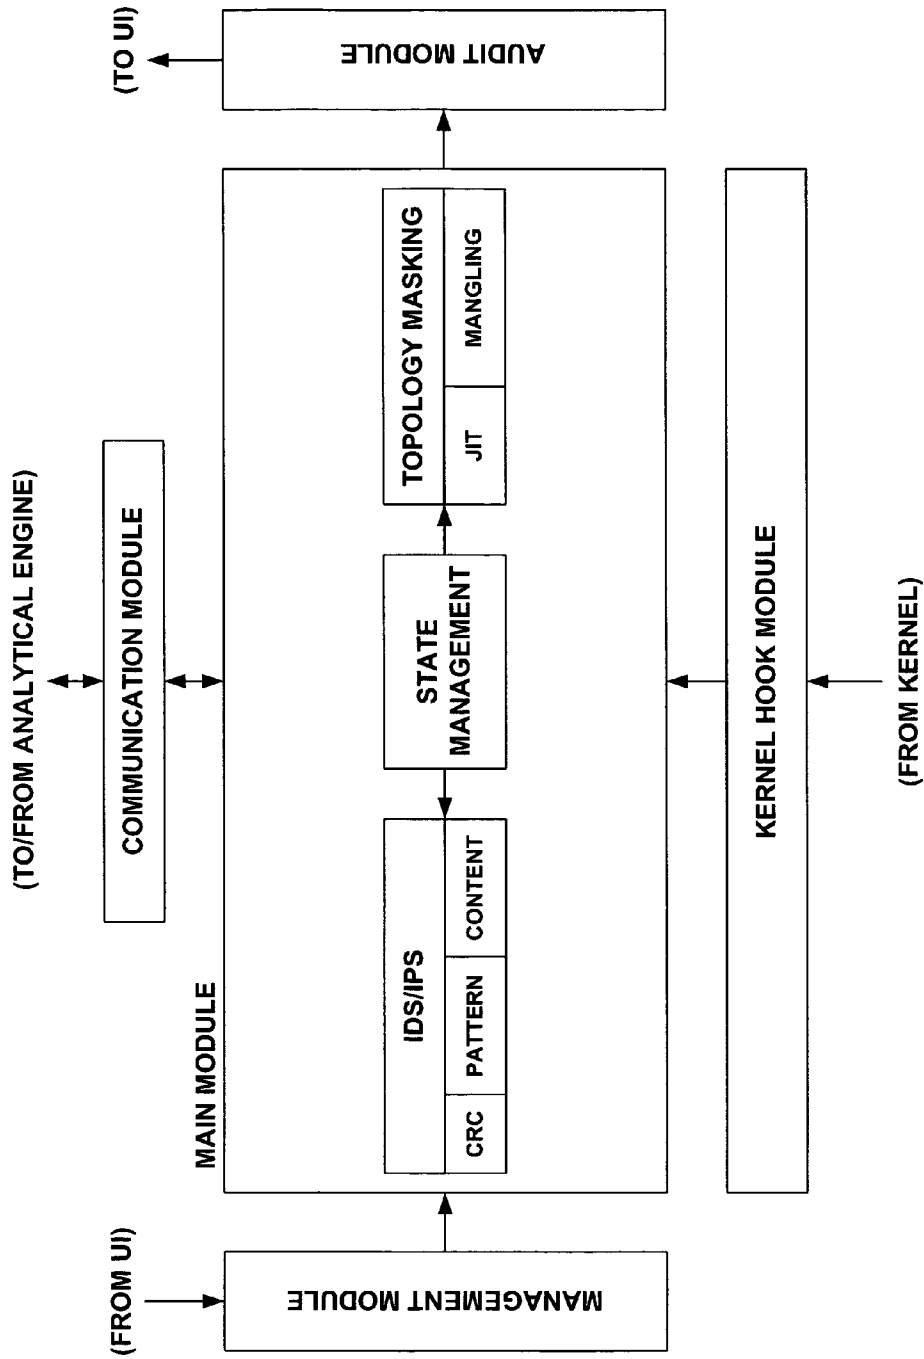 (TO/FROM ANALYTICAL ENGINE)
COMMUNICATION MODULE
(FROM UI)
(TO UI)
MAIN MODULE
MANAGEMENT MODULE
IDS/IPS
CRC
PATTERN
CONTENT
STATE
MANAGEMENT
TOPOLOGY MASKING
JIT
MANGLING
AUDIT MODULE
KERNEL HOOK MODULE
(FROM KERNEL)